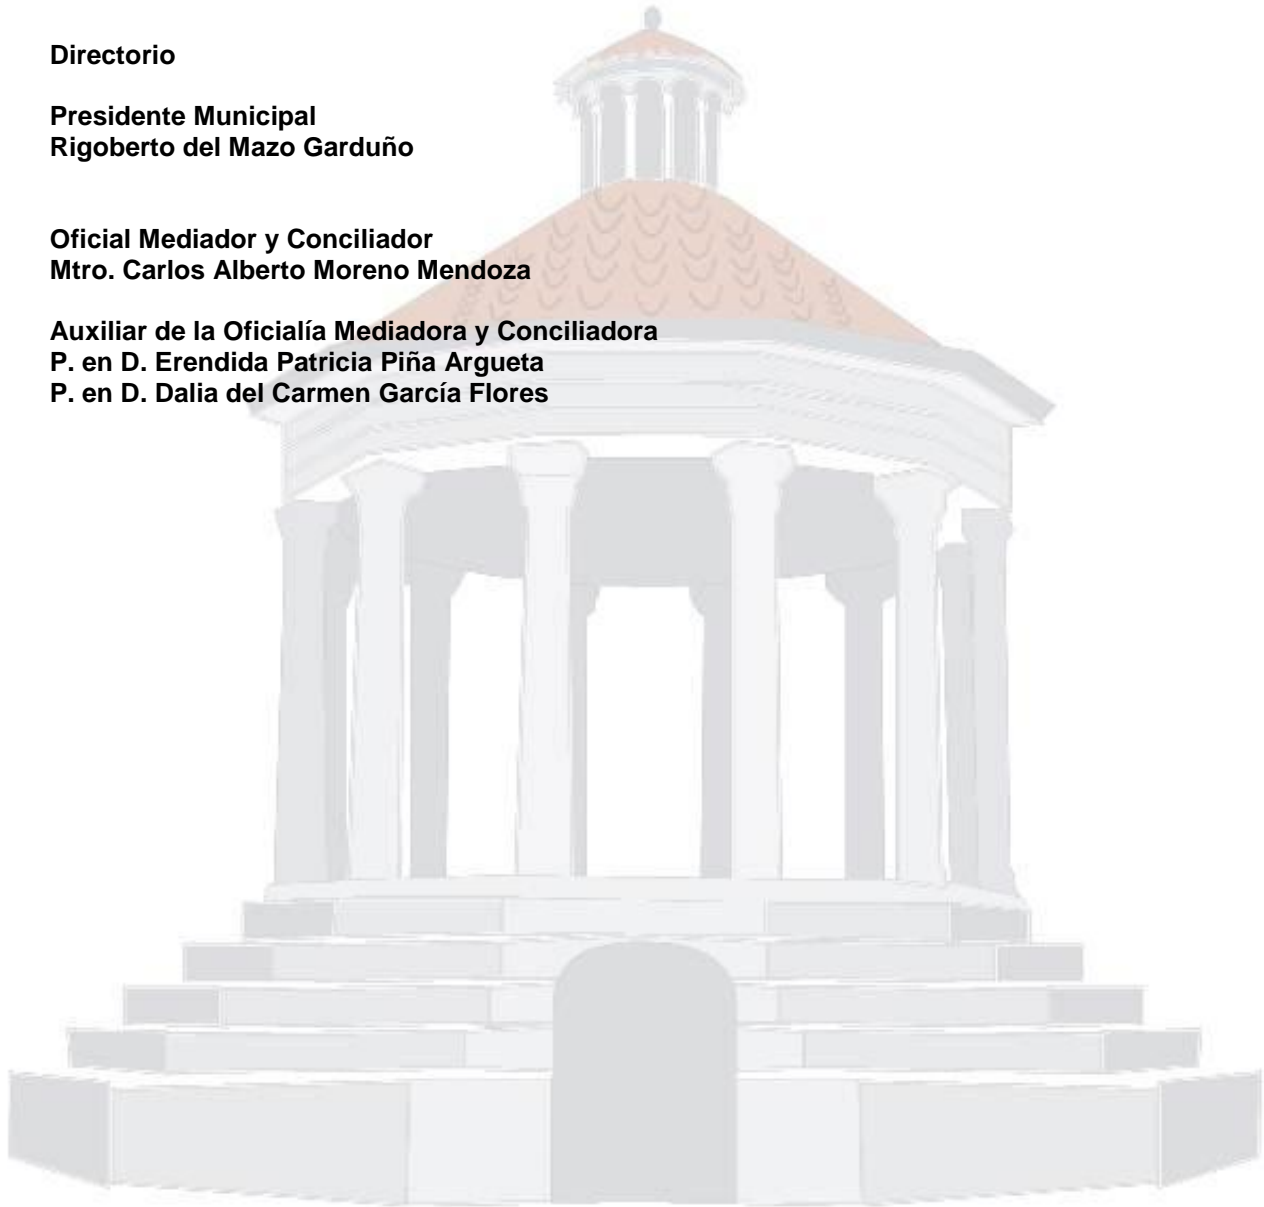 Directorio
Presidente Municipal
Rigoberto del Mazo Garduño
Oficial Mediador y Conciliador
Mtro. Carlos Alberto Moreno Mendoza
Auxiliar de la Oficialía Mediadora y Conciliadora
P. en D. Erendida Patricia Piña Argueta
P. en D. Dalia del Carmen García Flores